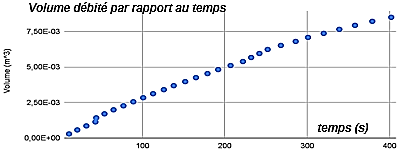 Volume débité par rapport au temps
7,50E-03
5,00E-03
2,50E-03
0,00E+00
Volume (m^3)
temps (s)
100
200
300
400